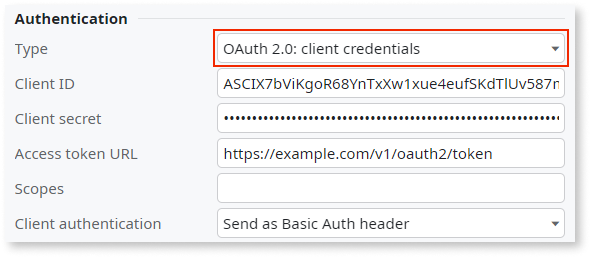 Authentication
Type OAuth 2.0: client credentials
Client ID ASCIX7bViKgoR68YnTxXw1xue4eufSKdTlUv587r
Client secret ••••••••••••••••••••••••••••••••••••••••••••••••••••••••••••
Access token URL https://example.com/v1/oauth2/token
Scopes
Client authentication Send as Basic Auth header